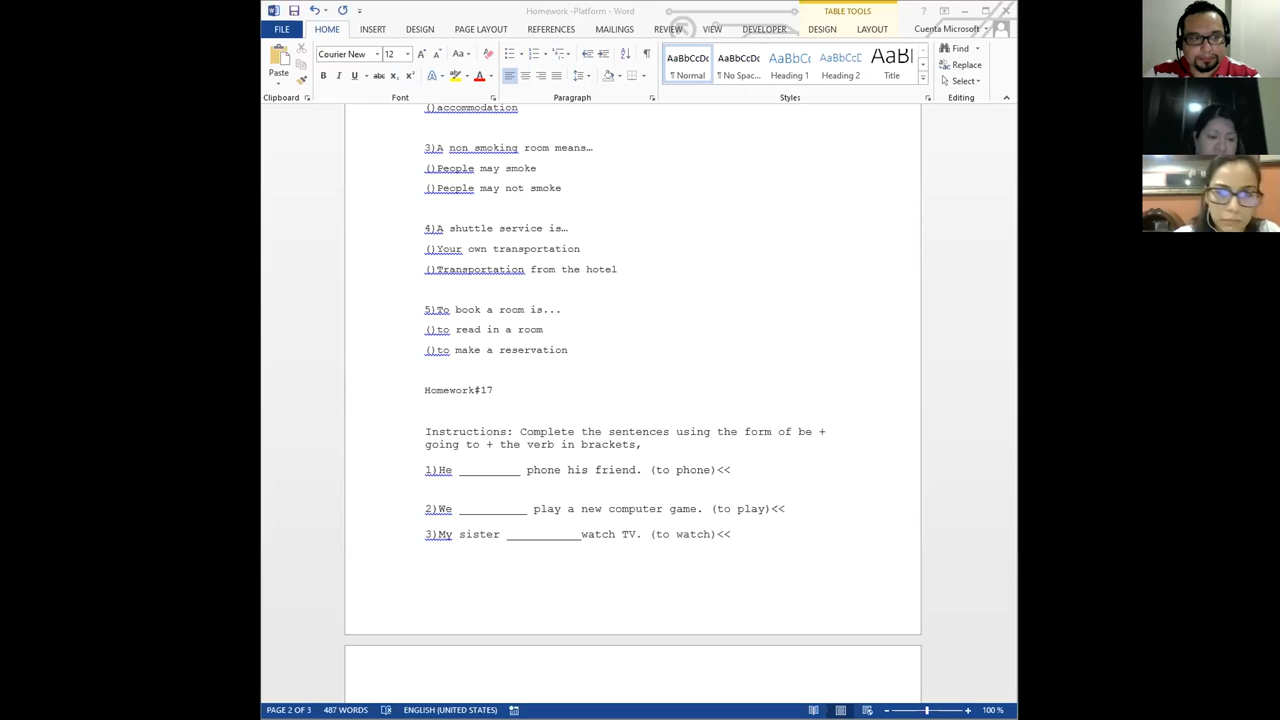 Homework -Platform - Word
TABLE TOOLS
FILE HOME INSERT DESIGN PAGE LAYOUT REFERENCES MAILINGS REVIEW VIEW DEVELOPER DESIGN LAYOUT Cuenta Microsoft
Courier New 12
Paste
Find
Replace
Select
AaBbCcDc AaBbCcDc AaBbCc AaBbCcD AaB
¶ Normal ¶ No Spac... Heading 1 Heading 2 Title
Clipboard Font Paragraph Styles Editing
()accommodation
3)A non smoking room means…
()People may smoke
()People may not smoke
4)A shuttle service is…
()Your own transportation
()Transportation from the hotel
5)To book a room is...
()to read in a room
()to make a reservation
Homework#17
Instructions: Complete the sentences using the form of be +
going to + the verb in brackets,
1)He _________ phone his friend. (to phone)<<
2)We __________ play a new computer game. (to play)<<
3)My sister ___________watch TV. (to watch)<<
PAGE 2 OF 3 487 WORDS ENGLISH (UNITED STATES) 100 %